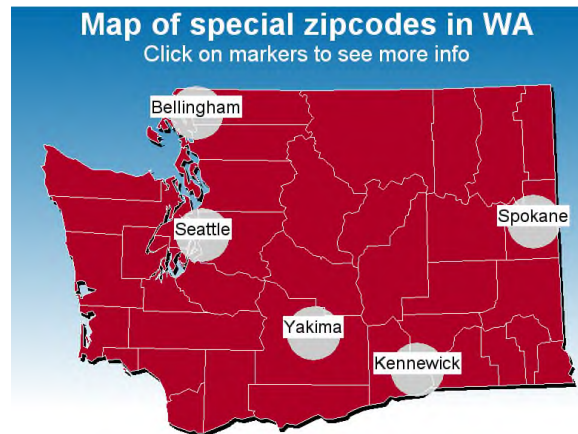 Map of special zipcodes in WA
Click on markers to see more info
Bellingham
Spokane
Seattle
Yakima
Kennewick